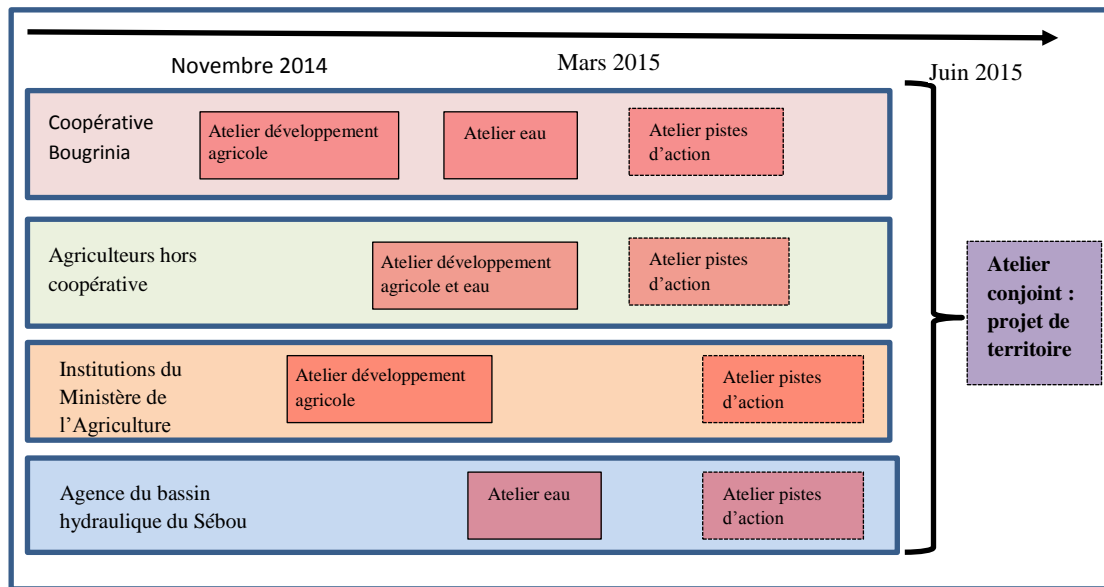 Novembre 2014
Mars 2015
Juin 2015
Coopérative
Bougrinia
Atelier développement
agricole
Atelier eau
Atelier pistes
d’action
Agriculteurs hors
coopérative
Atelier développement
agricole et eau
Atelier pistes
d’action
Institutions du
Ministère de
l’Agriculture
Atelier développement
agricole
Atelier pistes
d’action
Agence du bassin
hydraulique du Sébou
Atelier eau
Atelier pistes
d’action
Atelier
conjoint :
projet de
territoire